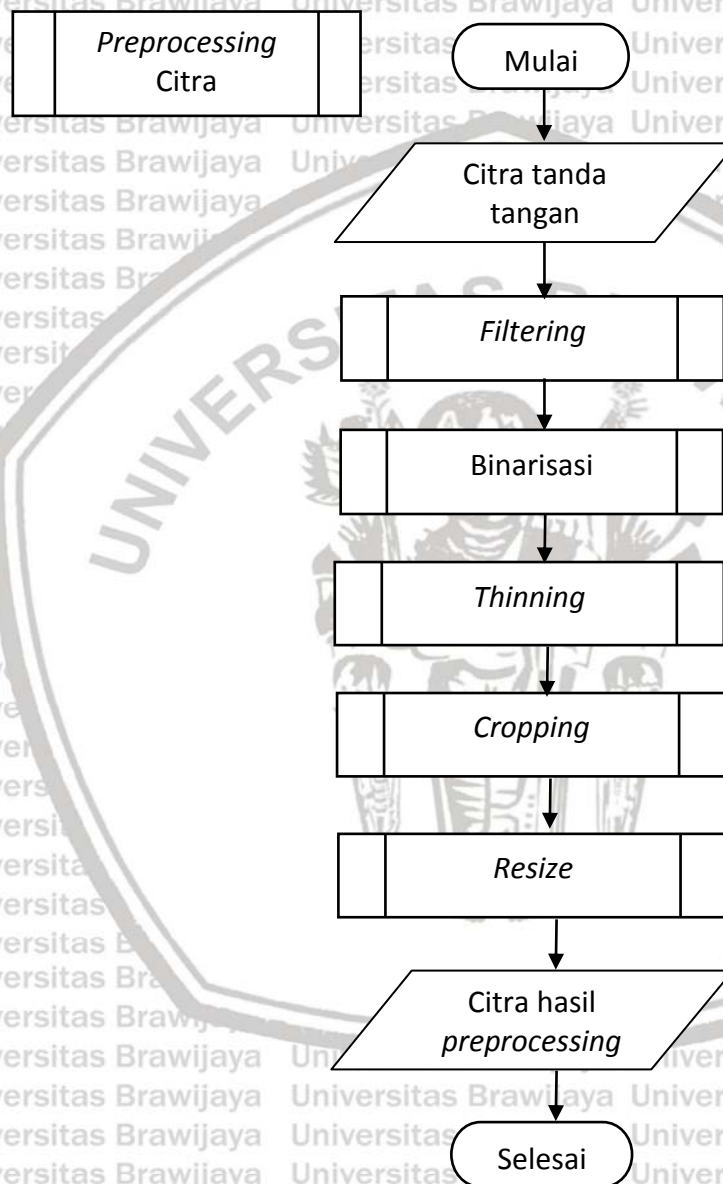 Preprocessing
Citra
Mulai
Citra tanda
tangan
Filtering
Binarisasi
Thinning
Cropping
Resize
Citra hasil
preprocessing
Selesai